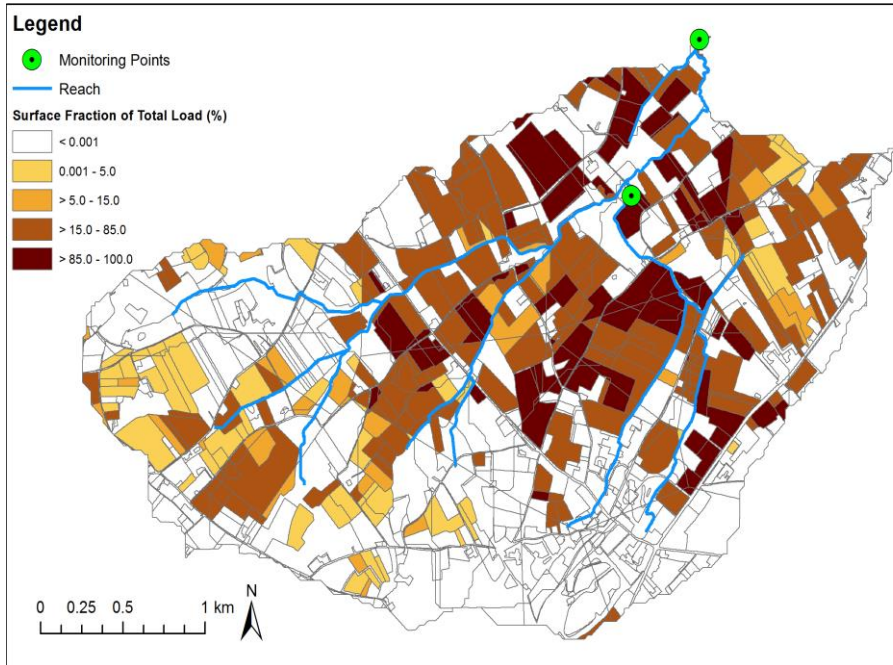 Legend
Monitoring Points
Reach
Surface Fraction of Total Load (%)
< 0.001
0.001 - 5.0
> 5.0 - 15.0
> 15.0 - 85.0
> 85.0 - 100.0
N
0 0.25 0.5 1 km